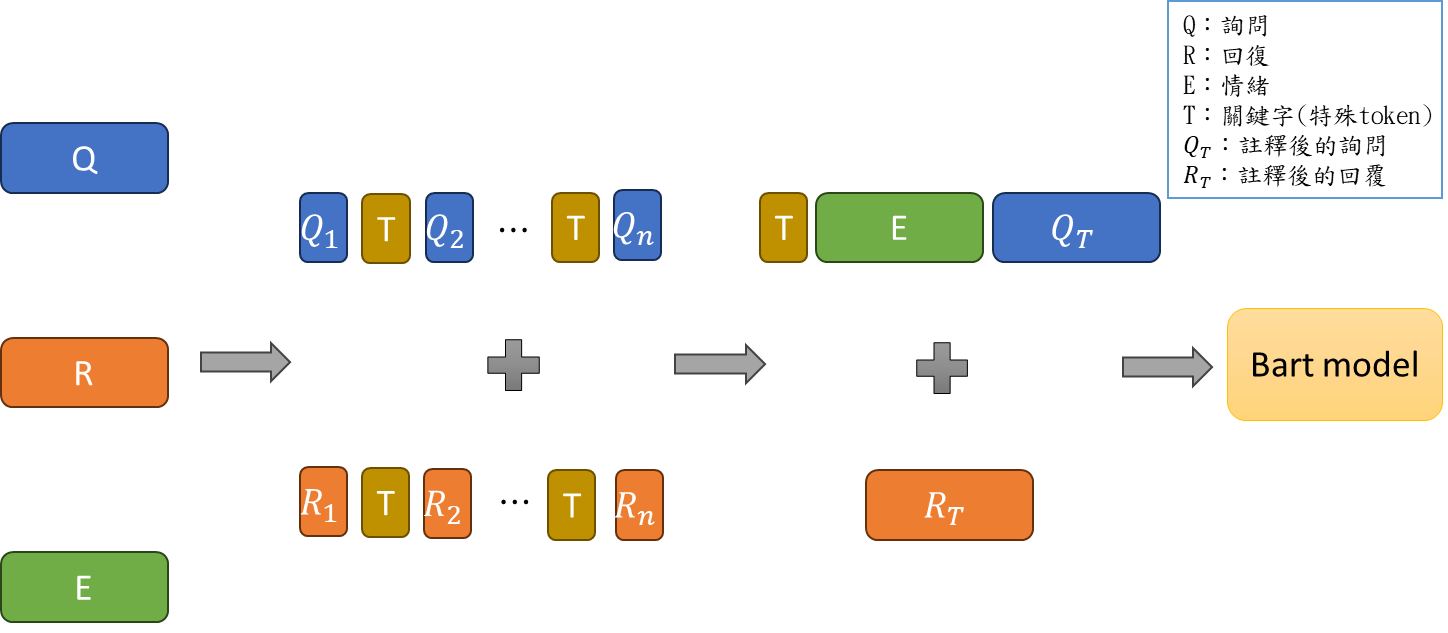 Q：詢問
R：回復
E：情緒
T：關鍵字(特殊token)
Q_T：註釋後的詢問
R_T：註釋後的回覆
Q
R
E
Q_1 T Q_2 … T Q_n
R_1 T R_2 … T R_n
T E Q_T
R_T
Bart model